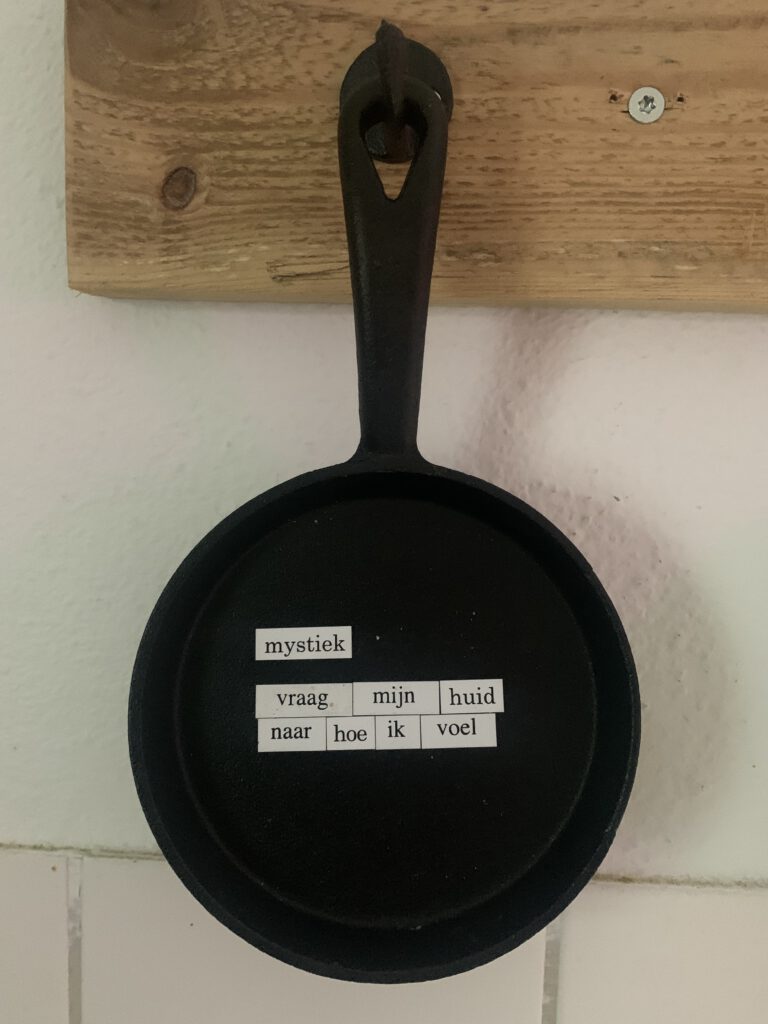 mystiek
vraag mijn huid
naar hoe ik voel